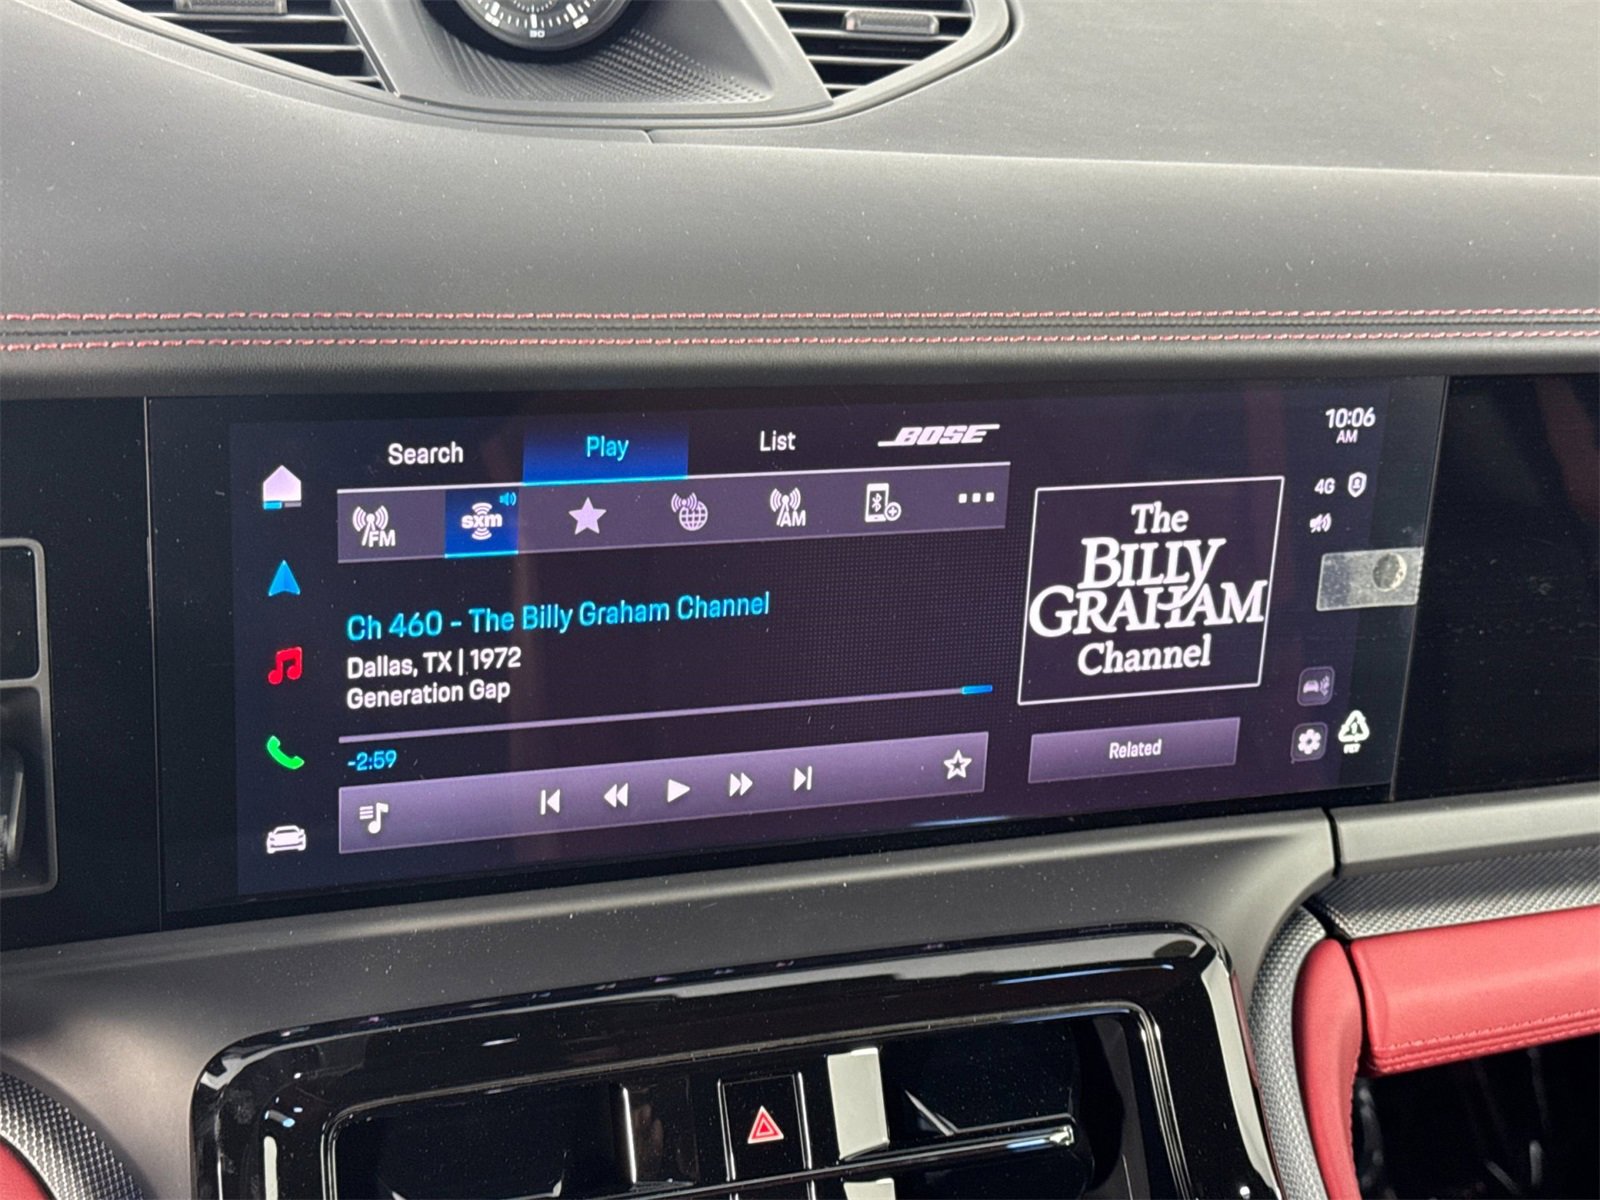 30
Search
Play
List
BOSE
10:06
AM
FM
sxm
AM
4G
Ch 460 - The Billy Graham Channel
Dallas, TX | 1972
Generation Gap
-2:59
The
BILLY
GRAHAM
Channel
Related